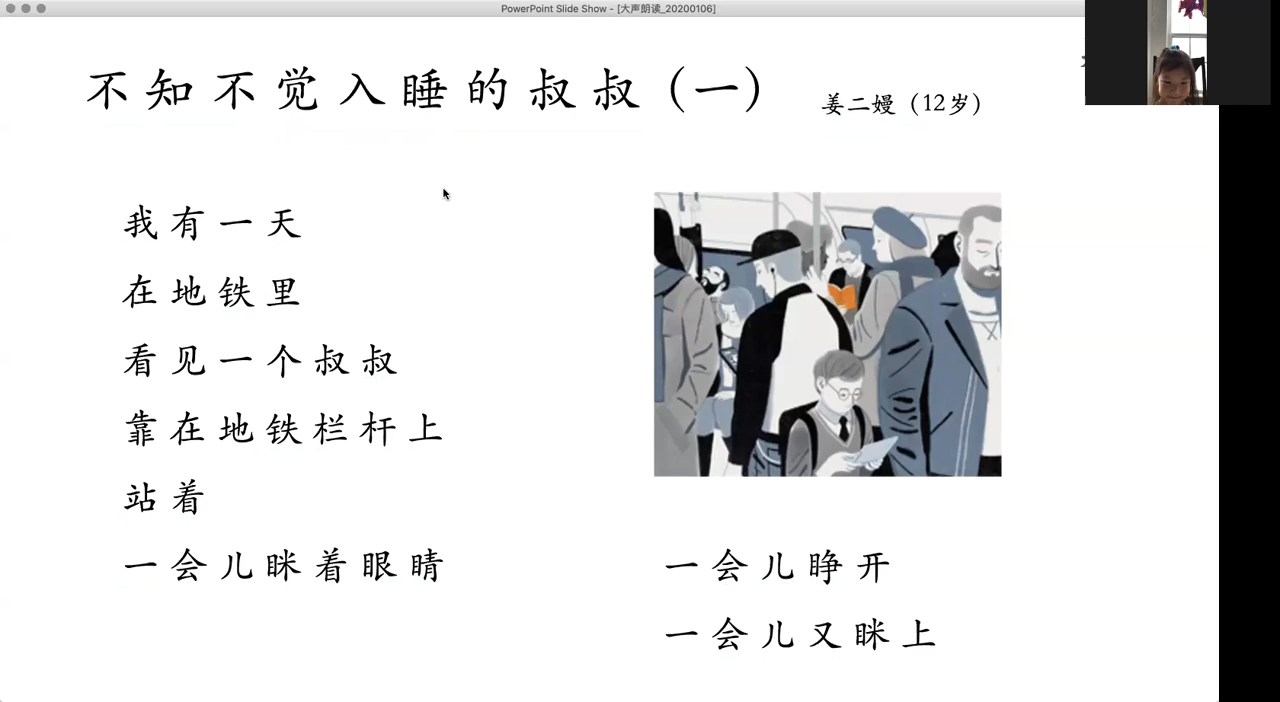 PowerPoint Slide Show - [大声朗读_20200106]
不知不觉入睡的叔叔（一）
姜二嫚（12岁）
我有一天
在地铁里
看见一个叔叔
靠在地铁栏杆上
站着
一会儿眯着眼睛
一会儿睁开
一会儿又眯上